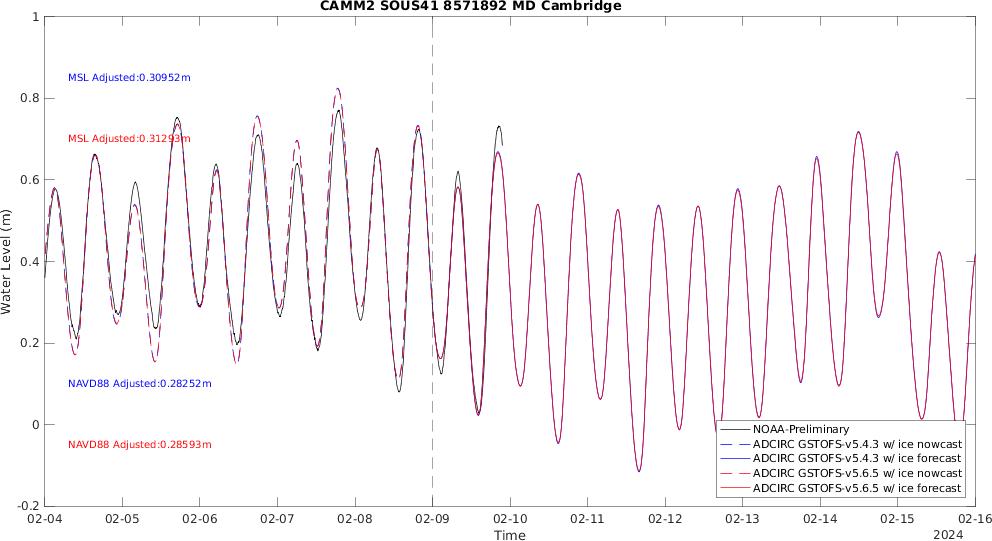 CAMM2 SOUS41 8571892 MD Cambridge
1
0.8
0.6
0.4
0.2
0
-0.2
Water Level (m)
MSL Adjusted:0.30952m
MSL Adjusted:0.31293m
NAVD88 Adjusted:0.28252m
NAVD88 Adjusted:0.28593m
NOAA-Preliminary
ADCIRC GSTOFS-v5.4.3 w/ ice nowcast
ADCIRC GSTOFS-v5.4.3 w/ ice forecast
ADCIRC GSTOFS-v5.6.5 w/ ice nowcast
ADCIRC GSTOFS-v5.6.5 w/ ice forecast
02-04 02-05 02-06 02-07 02-08 02-09 02-10 02-11 02-12 02-13 02-14 02-15 02-16
Time
2024